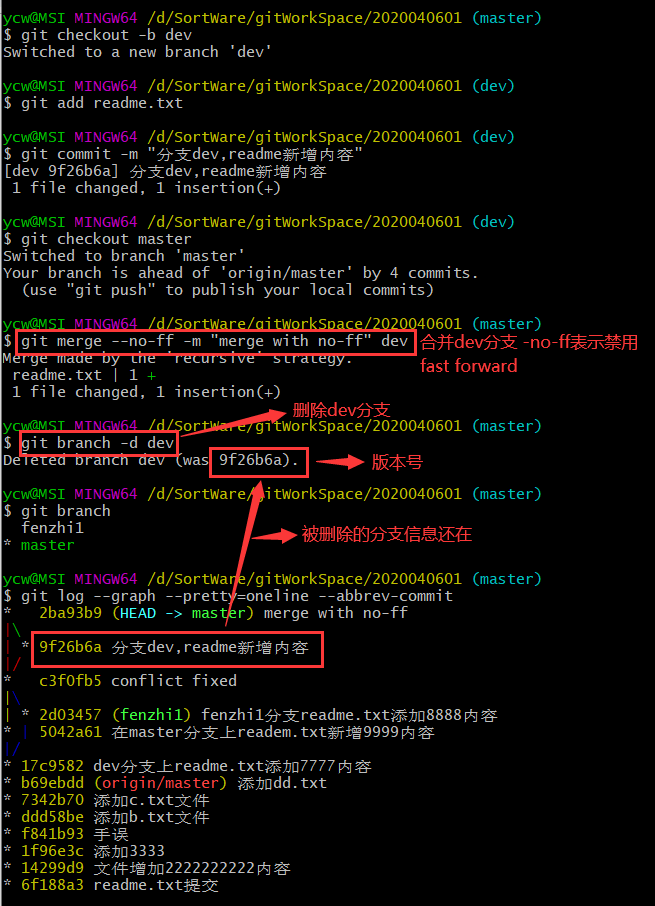 ycw@MSI MINGW64 /d/SortWare/gitWorkSpace/2020040601 (master)
$ git checkout -b dev
Switched to a new branch 'dev'
ycw@MSI MINGW64 /d/SortWare/gitWorkSpace/2020040601 (dev)
$ git add readme.txt
ycw@MSI MINGW64 /d/SortWare/gitWorkSpace/2020040601 (dev)
$ git commit -m "分支dev,readme新增内容"
[dev 9f26b6a] 分支dev,readme新增内容
1 file changed, 1 insertion(+)
ycw@MSI MINGW64 /d/SortWare/gitWorkSpace/2020040601 (dev)
$ git checkout master
Switched to branch 'master'
Your branch is ahead of 'origin/master' by 4 commits.
(use "git push" to publish your local commits)
ycw@MSI MINGW64 /d/SortWare/gitWorkSpace/2020040601 (master)
$ git merge --no-ff -m "merge with no-ff" dev
合并dev分支 -no-ff表示禁用
fast forward
Merge made by the 'recursive' strategy.
readme.txt | 1 +
1 file changed, 1 insertion(+)
删除dev分支
ycw@MSI MINGW64 /d/SortWare/gitWorkSpace/2020040601 (master)
$ git branch -d dev
Deleted branch dev (was 9f26b6a).
版本号
ycw@MSI MINGW64 /d/SortWare/gitWorkSpace/2020040601 (master)
$ git branch
fenzhi1
* master
被删除的分支信息还在
ycw@MSI MINGW64 /d/SortWare/gitWorkSpace/2020040601 (master)
$ git log --graph --pretty=oneline --abbrev-commit
*   2ba93b9 (HEAD -> master) merge with no-ff
|\
| * 9f26b6a 分支dev,readme新增内容
|/
*   c3f0fb5 conflict fixed
|\
| * 2d03457 (fenzhi1) fenzhi1分支readme.txt添加8888内容
* | 5042a61 在master分支上readem.txt新增9999内容
|/
* 17c9582 dev分支上readme.txt添加7777内容
* b69ebdd (origin/master) 添加dd.txt
* 7342b70 添加c.txt文件
* ddd58be 添加b.txt文件
* f841b93 手误
* 1f96e3c 添加3333
* 14299d9 文件增加2222222222内容
* 6f188a3 readme.txt提交